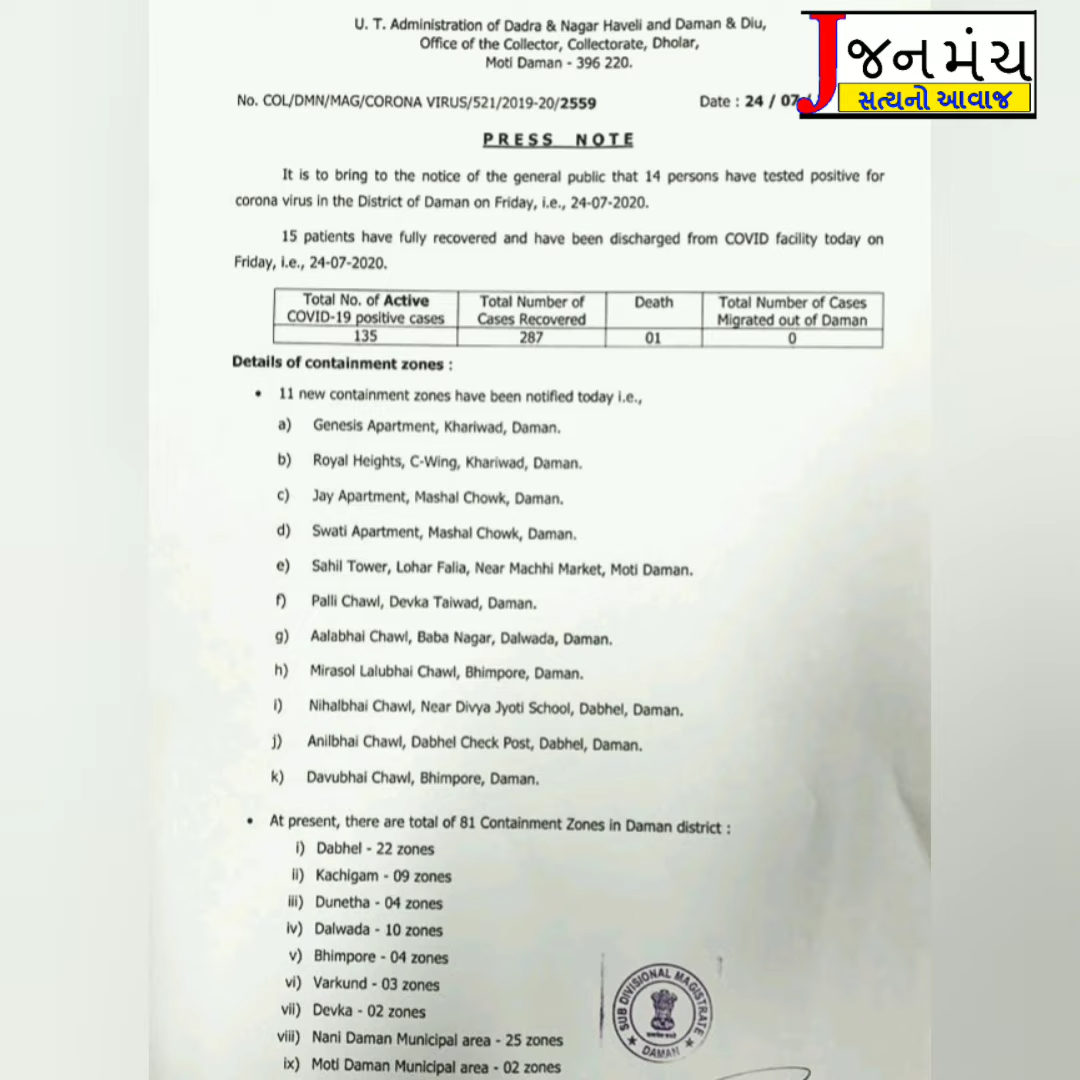 U. T. Administration of Dadra & Nagar Haveli and Daman & Diu,
Office of the Collector, Collectorate, Dholar,
Moti Daman - 396 220.
જનમંચ
સત્યનો આવાજ
No. COL/DMN/MAG/CORONA VIRUS/521/2019-20/2559 Date : 24 / 07
PRESS NOTE
It is to bring to the notice of the general public that 14 persons have tested positive for
corona virus in the District of Daman on Friday, i.e., 24-07-2020.
15 patients have fully recovered and have been discharged from COVID facility today on
Friday, i.e., 24-07-2020.
Total No. of Active COVID-19 positive cases | Total Number of Cases Recovered | Death | Total Number of Cases Migrated out of Daman
135 | 287 | 01 | 0
Details of containment zones :
• 11 new containment zones have been notified today i.e.,
a) Genesis Apartment, Khariwad, Daman.
b) Royal Heights, C-Wing, Khariwad, Daman.
c) Jay Apartment, Mashal Chowk, Daman.
d) Swati Apartment, Mashal Chowk, Daman.
e) Sahil Tower, Lohar Falia, Near Machhi Market, Moti Daman.
f) Palli Chawl, Devka Taiwad, Daman.
g) Aalabhai Chawl, Baba Nagar, Dalwada, Daman.
h) Mirasol Lalubhai Chawl, Bhimpore, Daman.
i) Nihalbhai Chawl, Near Divya Jyoti School, Dabhel, Daman.
j) Anilbhai Chawl, Dabhel Check Post, Dabhel, Daman.
k) Davubhai Chawl, Bhimpore, Daman.
• At present, there are total of 81 Containment Zones in Daman district :
i) Dabhel - 22 zones
ii) Kachigam - 09 zones
iii) Dunetha - 04 zones
iv) Dalwada - 10 zones
v) Bhimpore - 04 zones
vi) Varkund - 03 zones
vii) Devka - 02 zones
viii) Nani Daman Municipal area - 25 zones
ix) Moti Daman Municipal area - 02 zones
SUB DIVISIONAL MAGISTRATE
DAMAN